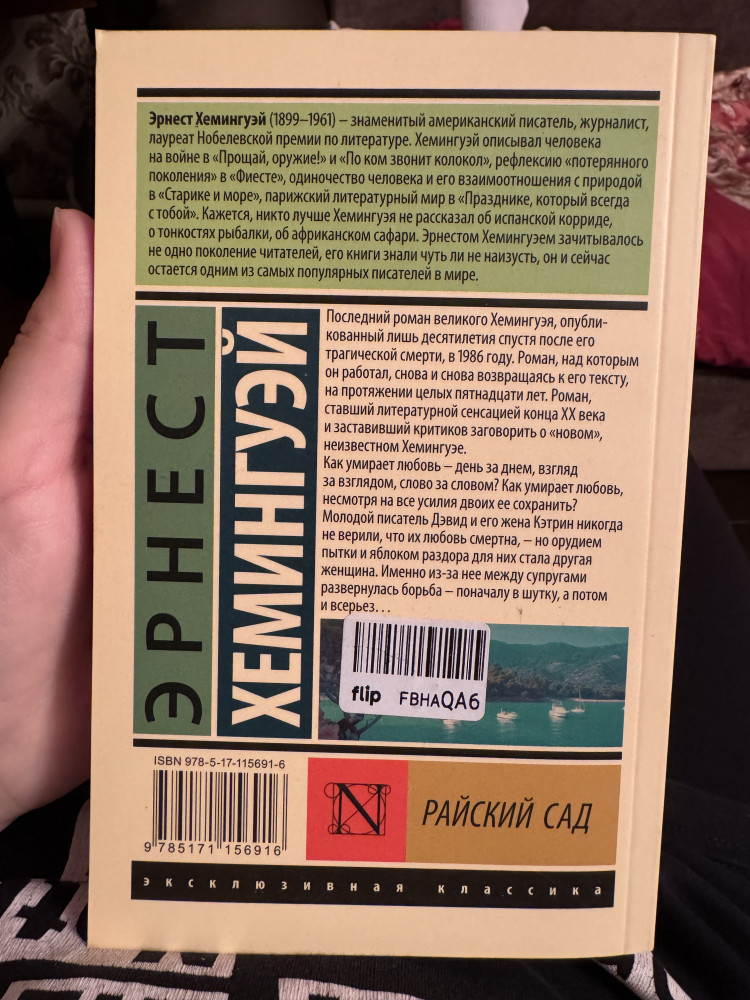 Эрнест Хемингуэй (1899–1961) – знаменитый американский писатель, журналист,
лауреат Нобелевской премии по литературе. Хемингуэй описывал человека
на войне в «Прощай, оружие!» и «По ком звонит колокол», рефлексию «потерянного
поколения» в «Фиесте», одиночество человека и его взаимоотношения с природой
в «Старике и море», парижский литературный мир в «Празднике, который всегда
с тобой». Кажется, никто лучше Хемингуэя не рассказал об испанской корриде,
о тонкостях рыбалки, об африканском сафари. Эрнестом Хемингуэем зачитывалось
не одно поколение читателей, его книги знали чуть ли не наизусть, он и сейчас
остается одним из самых популярных писателей в мире.
ЭРНЕСТ
ХЕМИНГУЭЙ
Последний роман великого Хемингуэя, опубли-
кованный лишь десятилетия спустя после его
трагической смерти, в 1986 году. Роман, над которым
он работал, снова и снова возвращаясь к его тексту,
на протяжении целых пятнадцати лет. Роман,
ставший литературной сенсацией конца XX века
и заставивший критиков заговорить о «новом»,
неизвестном Хемингуэе.
Как умирает любовь – день за днем, взгляд
за взглядом, слово за словом? Как умирает любовь,
несмотря на все усилия двоих ее сохранить?
Молодой писатель Дэвид и его жена Кэтрин никогда
не верили, что их любовь смертна, – но орудием
пытки и яблоком раздора для них стала другая
женщина. Именно из-за нее между супругами
развернулась борьба – поначалу в шутку, а потом
и всерьез...
flip FBHAQA6
ISBN 978-5-17-115691-6
9 785171 156916
N
РАЙСКИЙ САД
эксклюзивная классика